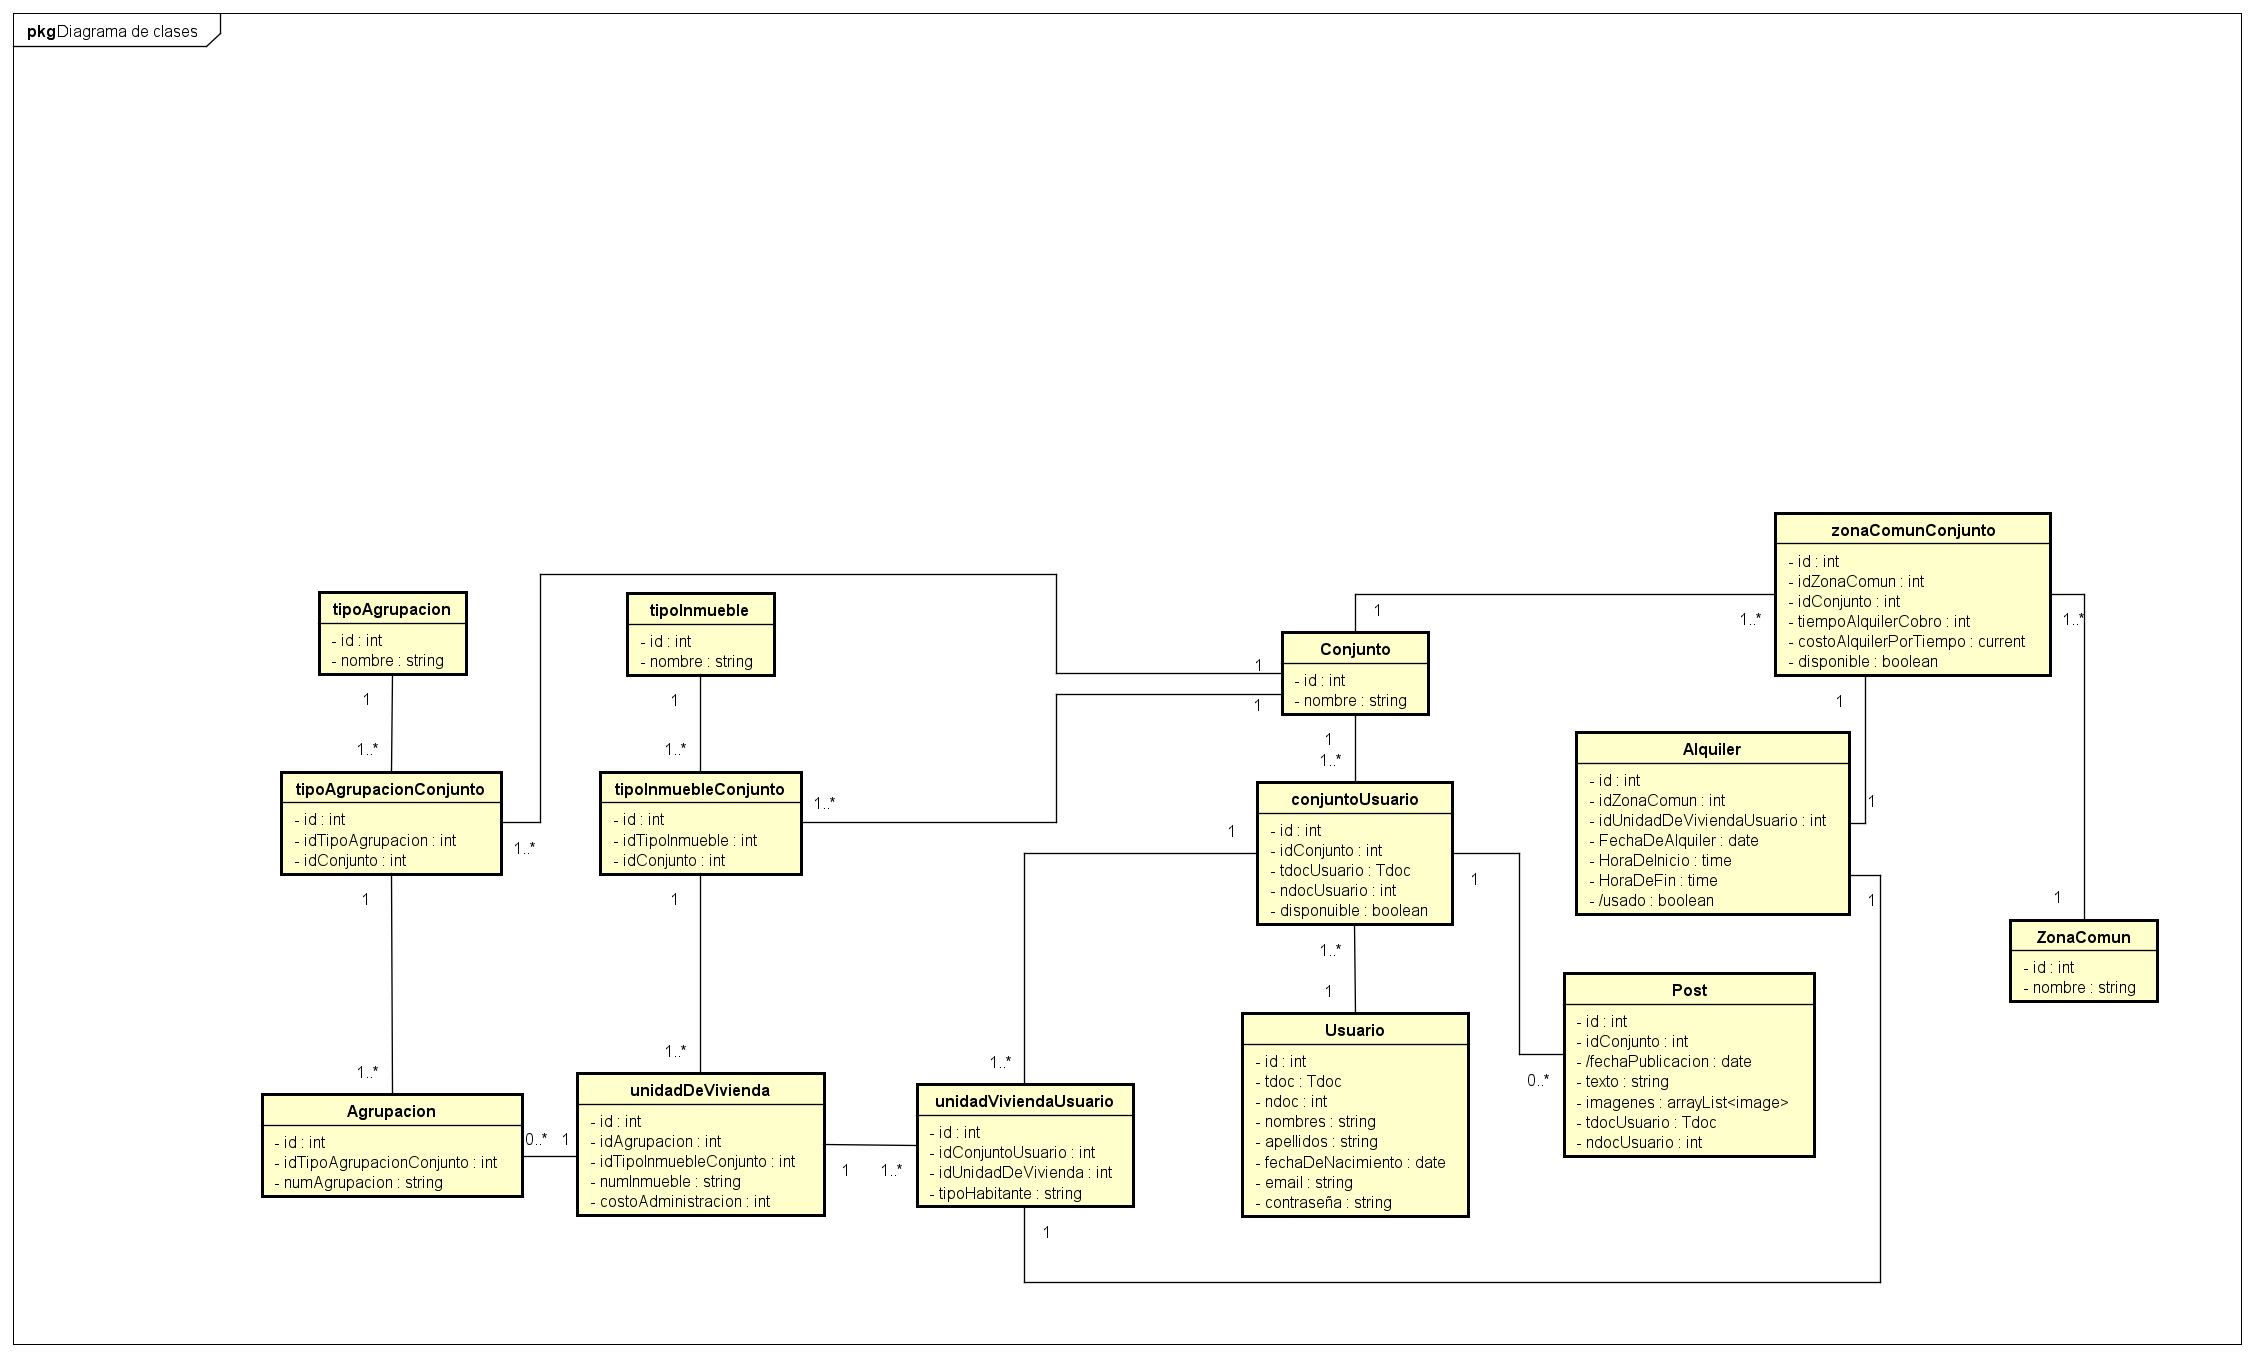 pkg Diagrama de clases
zonaComunConjunto
- id : int
- idZonaComun : int
- idConjunto : int
- tiempoAlquilerCobro : int
- costoAlquilerPorTiempo : current
- disponible : boolean
1
1..*
1..*
1
tipoAgrupacion
- id : int
- nombre : string
1
1..*
tipoInmueble
- id : int
- nombre : string
1
1..*
Conjunto
- id : int
- nombre : string
1
1
1
1..*
tipoAgrupacionConjunto
- id : int
- idTipoAgrupacion : int
- idConjunto : int
1..*
1
1..*
tipoInmuebleConjunto
- id : int
- idTipoInmueble : int
- idConjunto : int
1..*
1
1..*
conjuntoUsuario
- id : int
- idConjunto : int
- tdocUsuario : Tdoc
- ndocUsuario : int
- disponuible : boolean
1
1
1..*
1
Alquiler
- id : int
- idZonaComun : int
- idUnidadDeViviendaUsuario : int
- FechaDeAlquiler : date
- HoraDeInicio : time
- HoraDeFin : time
- /usado : boolean
1
1
1
ZonaComun
- id : int
- nombre : string
Agrupacion
- id : int
- idTipoAgrupacionConjunto : int
- numAgrupacion : string
0..*
1
unidadDeVivienda
- id : int
- idAgrupacion : int
- idTipoInmuebleConjunto : int
- numInmueble : string
- costoAdministracion : int
1
1..*
1..*
unidadViviendaUsuario
- id : int
- idConjuntoUsuario : int
- idUnidadDeVivienda : int
- tipoHabitante : string
Usuario
- id : int
- tdoc : Tdoc
- ndoc : int
- nombres : string
- apellidos : string
- fechaDeNacimiento : date
- email : string
- contraseña : string
0..*
Post
- id : int
- idConjunto : int
- /fechaPublicacion : date
- texto : string
- imagenes : arrayList<image>
- tdocUsuario : Tdoc
- ndocUsuario : int
1